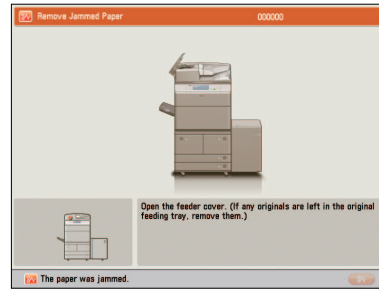 Remove Jammed Paper 000000
Open the feeder cover. (If any originals are left in the original
feeding tray, remove them.)
The paper was jammed.